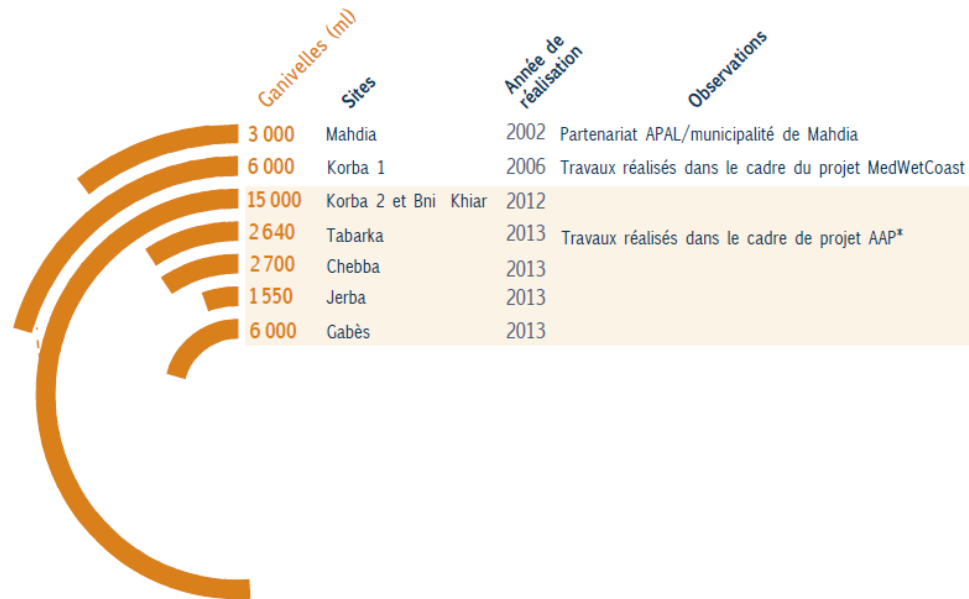 Ganivelles (ml)
Sites
Année de
réalisation
Observations
3 000 Mahdia 2002 Partenariat APAL/municipalité de Mahdia
6 000 Korba 1 2006 Travaux réalisés dans le cadre du projet MedWetCoast
15 000 Korba 2 et Bni Khiar 2012
2 640 Tabarka 2013 Travaux réalisés dans le cadre de projet AAP*
2 700 Chebba 2013
1 550 Jerba 2013
6 000 Gabès 2013